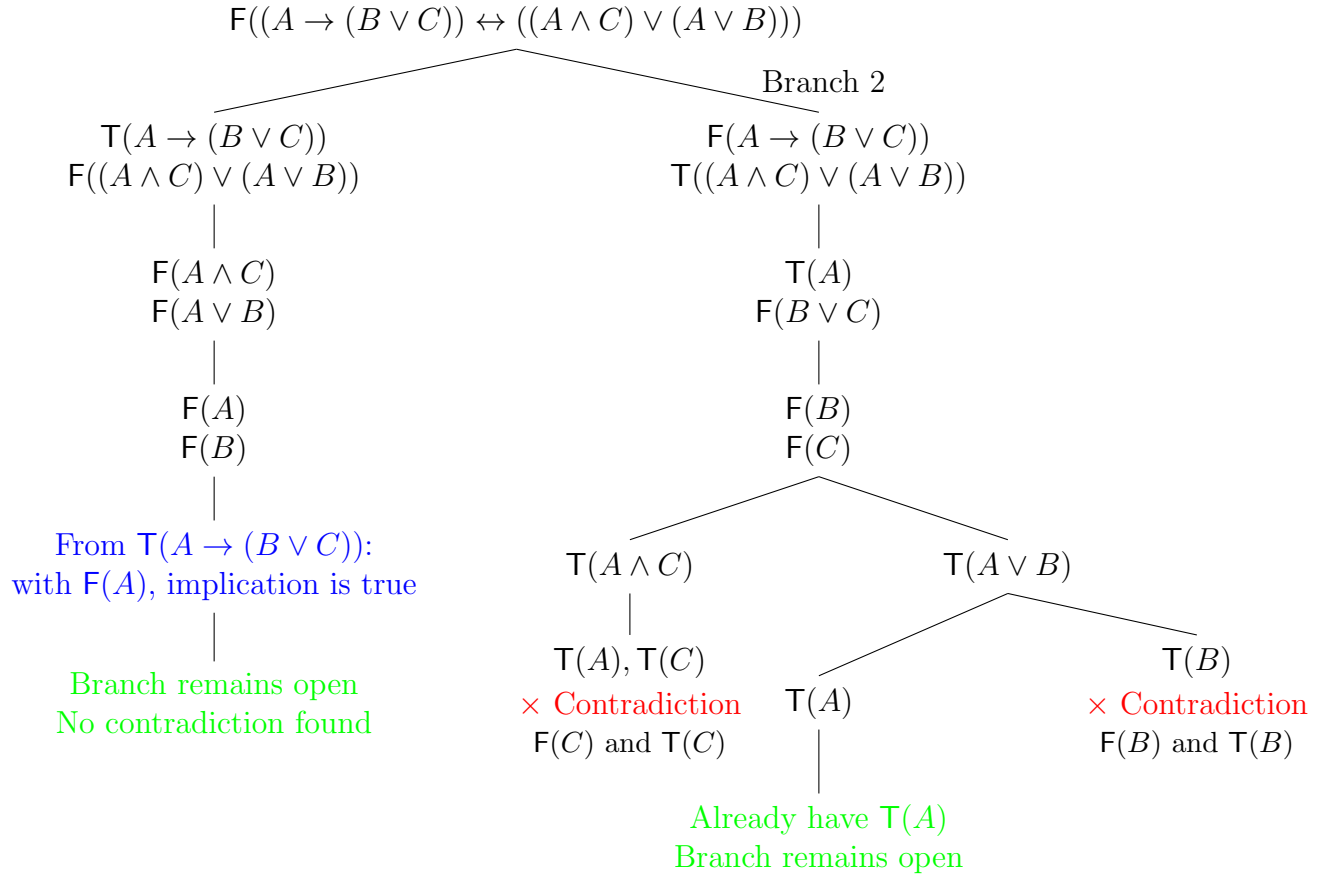 F((A → (B ∨ C)) ↔ ((A ∧ C) ∨ (A ∨ B)))
Branch 2
T(A → (B ∨ C))
F((A ∧ C) ∨ (A ∨ B))
F(A ∧ C)
F(A ∨ B)
F(A)
F(B)
From T(A → (B ∨ C)):
with F(A), implication is true
Branch remains open
No contradiction found
F(A → (B ∨ C))
T((A ∧ C) ∨ (A ∨ B))
T(A)
F(B ∨ C)
F(B)
F(C)
T(A ∧ C)
T(A), T(C)
× Contradiction
F(C) and T(C)
T(A ∨ B)
T(A)
Already have T(A)
Branch remains open
T(B)
× Contradiction
F(B) and T(B)